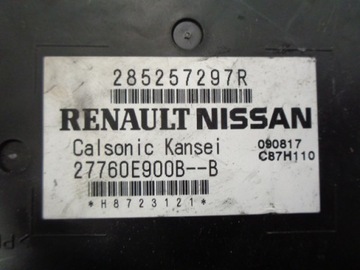 285257297R
RENAULT NISSAN
Calsonic Kansei 090817
27760E900B--B C87H110
*H8723121*